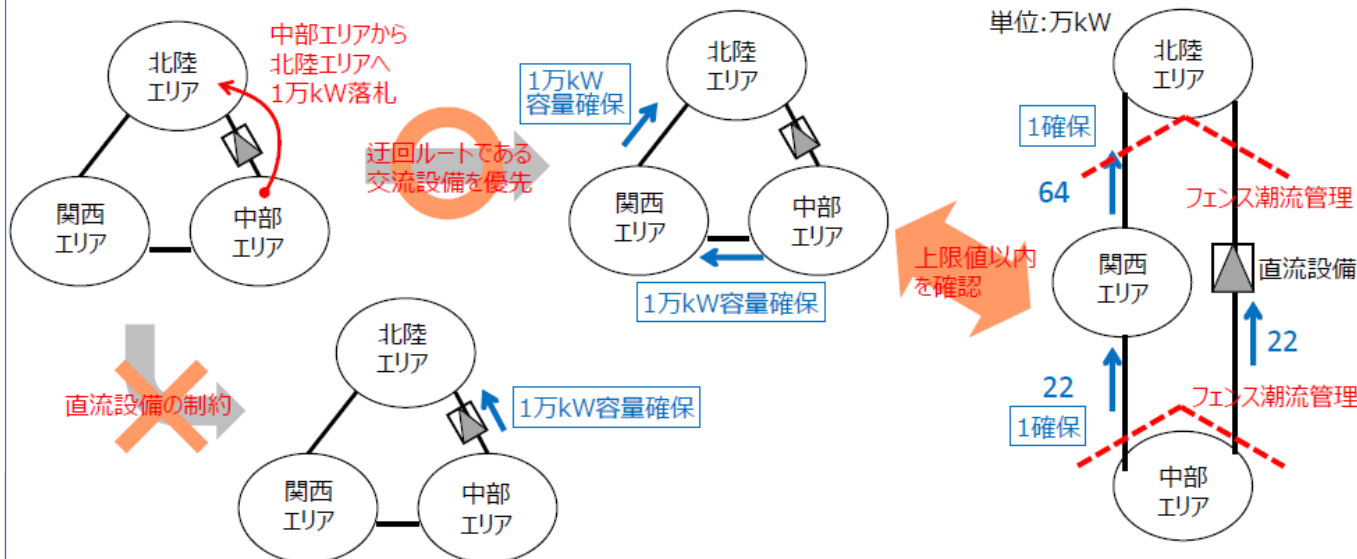 中部エリアから
北陸エリアへ
1万kW落札
北陸
エリア
関西
エリア
中部
エリア
迂回ルートである
交流設備を優先
1万kW
容量確保
北陸
エリア
関西
エリア
中部
エリア
1万kW容量確保
直流設備の制約
北陸
エリア
1万kW容量確保
関西
エリア
中部
エリア
上限値以内
を確認
単位:万kW
北陸
エリア
1確保
64
フェンス潮流管理
関西
エリア
直流設備
22
22
1確保
フェンス潮流管理
中部
エリア